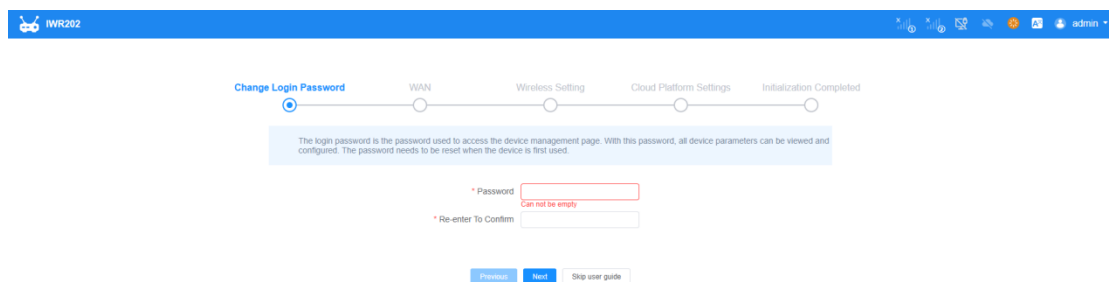 IWR202
admin
Change Login Password
WAN
Wireless Setting
Cloud Platform Settings
Initialization Completed
The login password is the password used to access the device management page. With this password, all device parameters can be viewed and
configured. The password needs to be reset when the device is first used.
* Password
Can not be empty
* Re-enter To Confirm
Previous
Next
Skip user guide